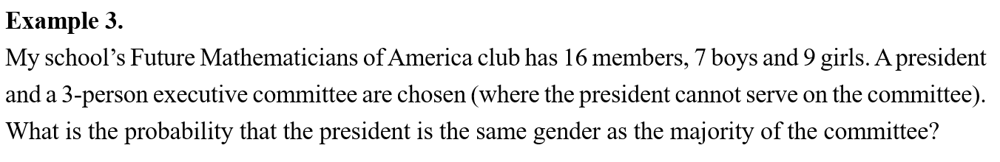 Example 3.
My school’s Future Mathematicians of America club has 16 members, 7 boys and 9 girls. A president
and a 3-person executive committee are chosen (where the president cannot serve on the committee).
What is the probability that the president is the same gender as the majority of the committee?